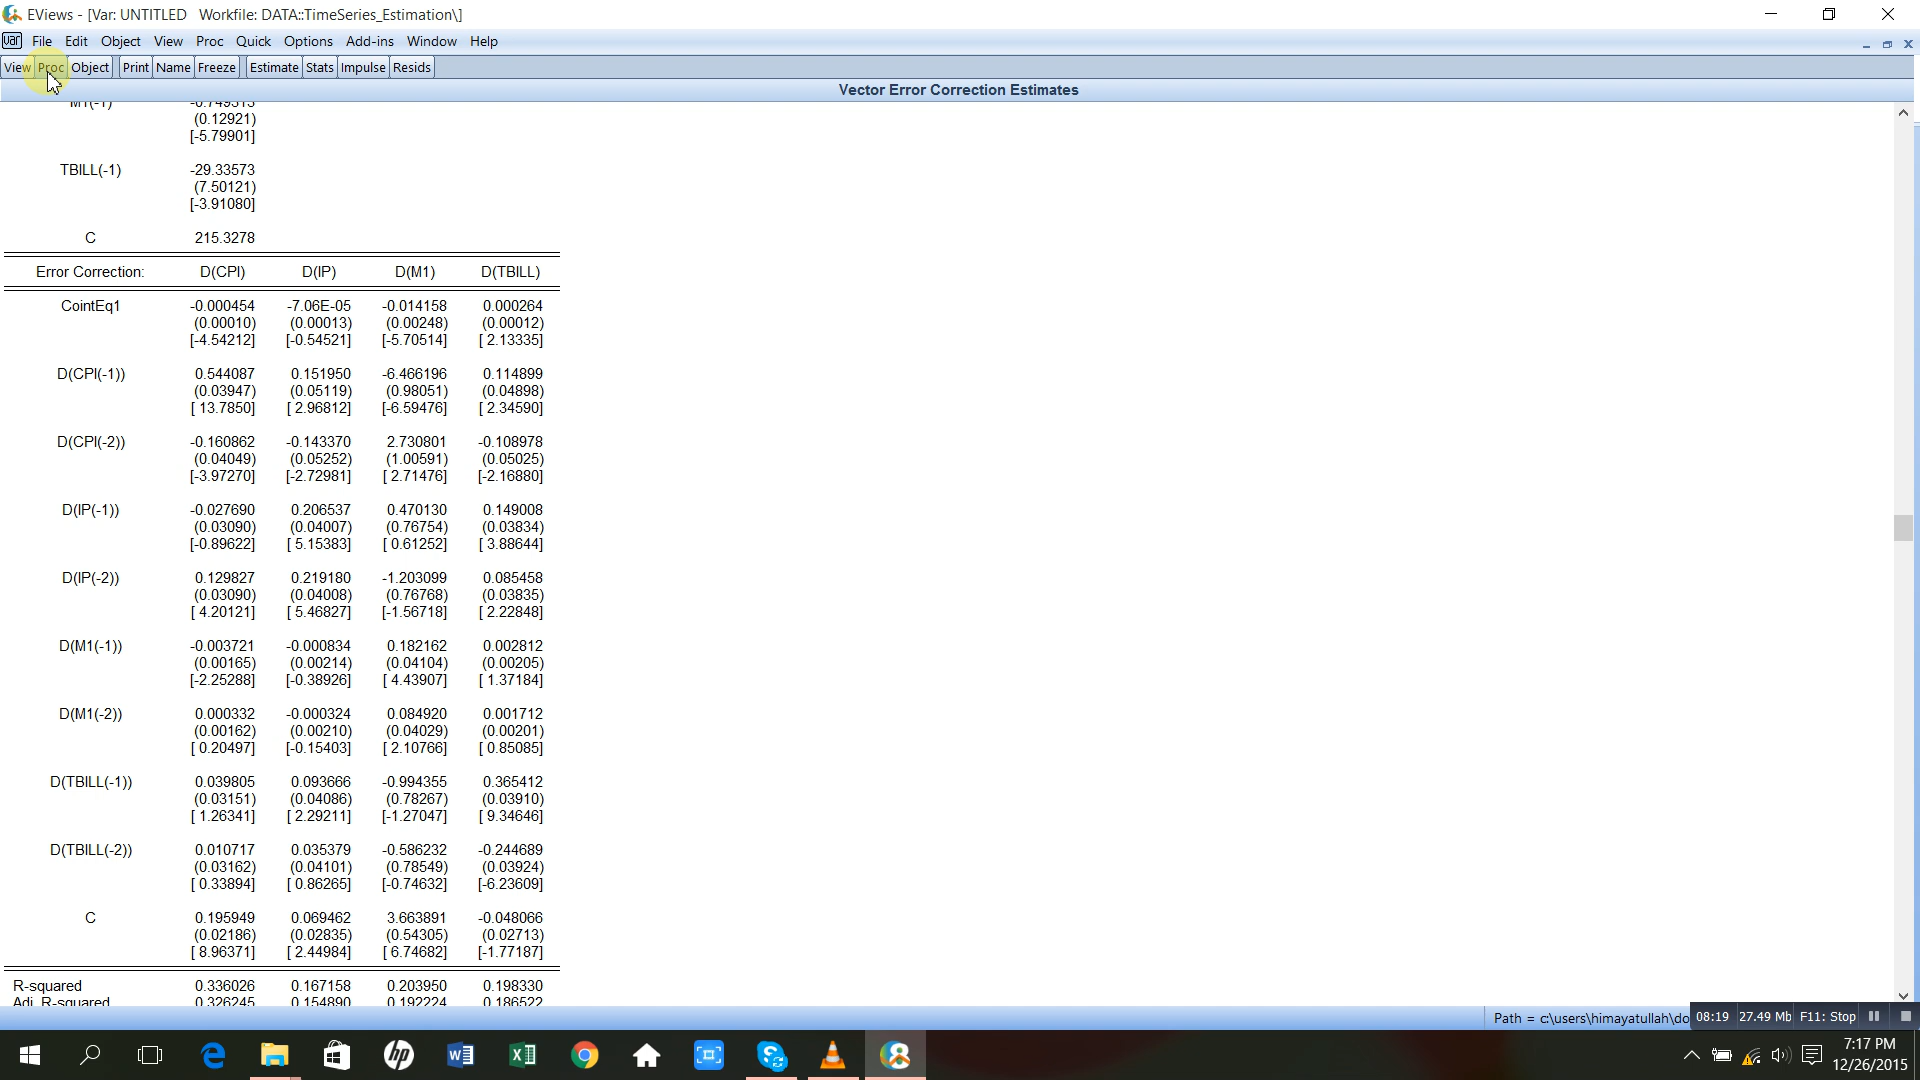 EViews - [Var: UNTITLED   Workfile: DATA::TimeSeries_Estimation\]
var File Edit Object View Proc Quick Options Add-ins Window Help
View Proc Object Print Name Freeze Estimate Stats Impulse Resids
Vector Error Correction Estimates
M1(-1) -0.749313
(0.12921)
[-5.79901]
TBILL(-1) -29.33573
(7.50121)
[-3.91080]
C 215.3278
Error Correction: D(CPI) D(IP) D(M1) D(TBILL)
CointEq1 -0.000454 -7.06E-05 -0.014158 0.000264
(0.00010) (0.00013) (0.00248) (0.00012)
[-4.54212] [-0.54521] [-5.70514] [ 2.13335]
D(CPI(-1)) 0.544087 0.151950 -6.466196 0.114899
(0.03947) (0.05119) (0.98051) (0.04898)
[ 13.7850] [ 2.96812] [-6.59476] [ 2.34590]
D(CPI(-2)) -0.160862 -0.143370 2.730801 -0.108978
(0.04049) (0.05252) (1.00591) (0.05025)
[-3.97270] [-2.72981] [ 2.71476] [-2.16880]
D(IP(-1)) -0.027690 0.206537 0.470130 0.149008
(0.03090) (0.04007) (0.76754) (0.03834)
[-0.89622] [ 5.15383] [ 0.61252] [ 3.88644]
D(IP(-2)) 0.129827 0.219180 -1.203099 0.085458
(0.03090) (0.04008) (0.76768) (0.03835)
[ 4.20121] [ 5.46827] [-1.56718] [ 2.22848]
D(M1(-1)) -0.003721 -0.000834 0.182162 0.002812
(0.00165) (0.00214) (0.04104) (0.00205)
[-2.25288] [-0.38926] [ 4.43907] [ 1.37184]
D(M1(-2)) 0.000332 -0.000324 0.084920 0.001712
(0.00162) (0.00210) (0.04029) (0.00201)
[ 0.20497] [-0.15403] [ 2.10766] [ 0.85085]
D(TBILL(-1)) 0.039805 0.093666 -0.994355 0.365412
(0.03151) (0.04086) (0.78267) (0.03910)
[ 1.26341] [ 2.29211] [-1.27047] [ 9.34646]
D(TBILL(-2)) 0.010717 0.035379 -0.586232 -0.244689
(0.03162) (0.04101) (0.78549) (0.03924)
[ 0.33894] [ 0.86265] [-0.74632] [-6.23609]
C 0.195949 0.069462 3.663891 -0.048066
(0.02186) (0.02835) (0.54305) (0.02713)
[ 8.96371] [ 2.44984] [ 6.74682] [-1.77187]
R-squared 0.336026 0.167158 0.203950 0.198330
Adj. R-squared 0.326245 0.154890 0.192224 0.186522
Path = c:\users\himayatullah\do 08:19 27.49 Mb F11: Stop
7:17 PM
12/26/2015